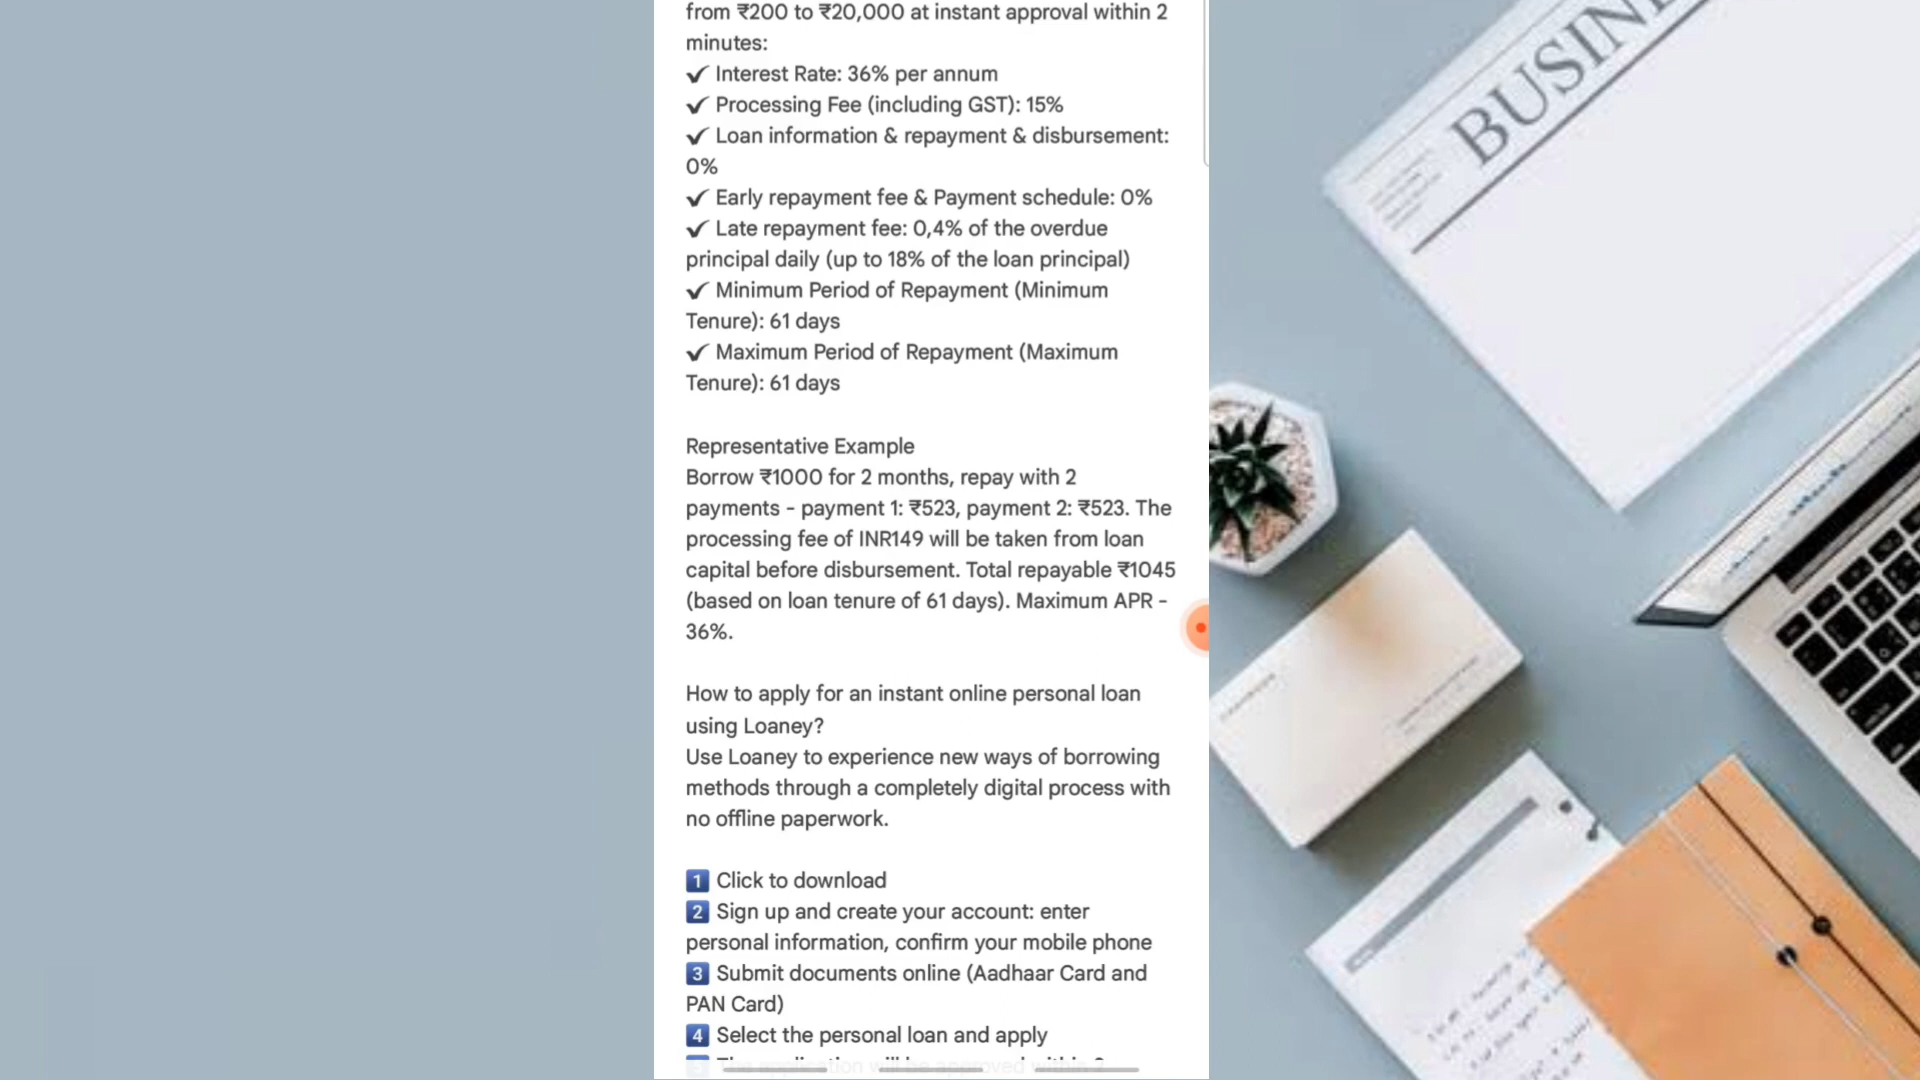 from ₹200 to ₹20,000 at instant approval within 2
minutes:
✔ Interest Rate: 36% per annum
✔ Processing Fee (including GST): 15%
✔ Loan information & repayment & disbursement:
0%
✔ Early repayment fee & Payment schedule: 0%
✔ Late repayment fee: 0,4% of the overdue
principal daily (up to 18% of the loan principal)
✔ Minimum Period of Repayment (Minimum
Tenure): 61 days
✔ Maximum Period of Repayment (Maximum
Tenure): 61 days
Representative Example
Borrow ₹1000 for 2 months, repay with 2
payments - payment 1: ₹523, payment 2: ₹523. The
processing fee of INR149 will be taken from loan
capital before disbursement. Total repayable ₹1045
(based on loan tenure of 61 days). Maximum APR -
36%.
How to apply for an instant online personal loan
using Loaney?
Use Loaney to experience new ways of borrowing
methods through a completely digital process with
no offline paperwork.
1 Click to download
2 Sign up and create your account: enter
personal information, confirm your mobile phone
3 Submit documents online (Aadhaar Card and
PAN Card)
4 Select the personal loan and apply
The application will be approved within 2
BUSIN